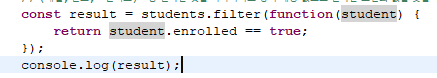 const result = students.filter(function(student) {
return student.enrolled == true;
});
console.log(result);